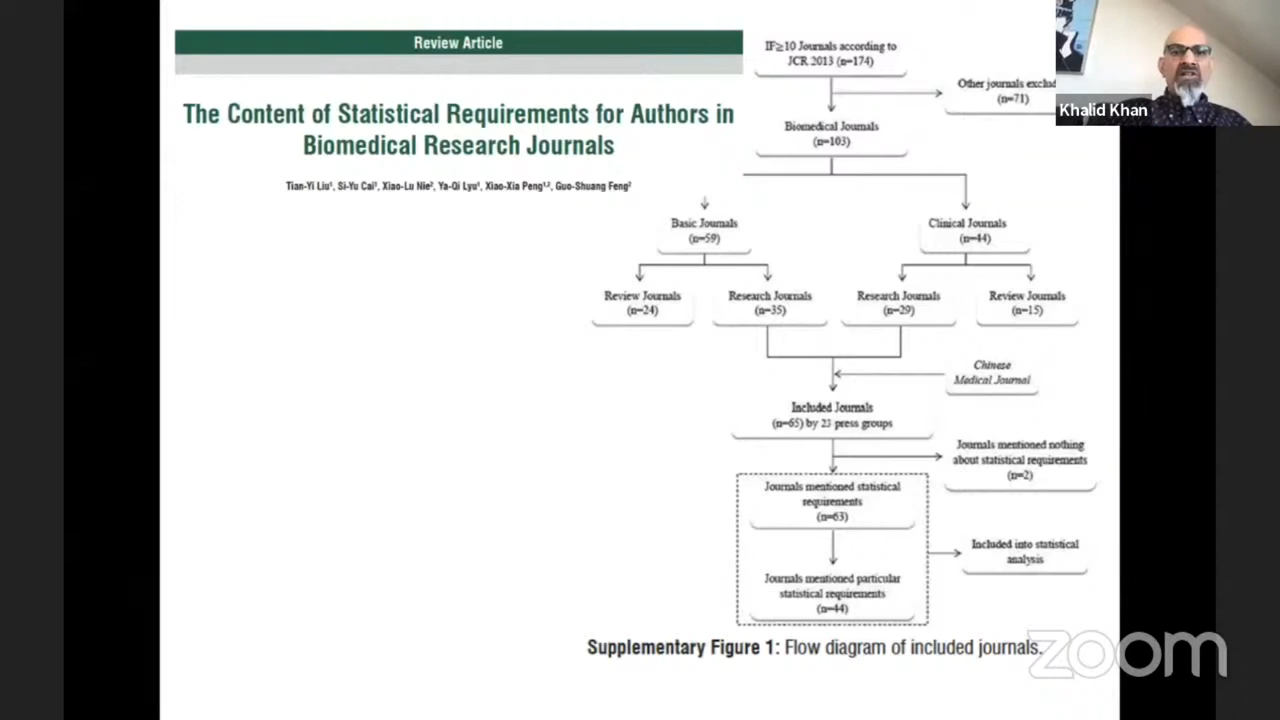 Review Article
The Content of Statistical Requirements for Authors in
Biomedical Research Journals
Tian-Yi Liu¹, Si-Yu Cai¹, Xiao-Lu Nie², Ya-Qi Lyu¹, Xiao-Xia Peng¹,², Guo-Shuang Feng²
IF≥10 Journals according to
JCR 2013 (n=174)
Other journals exclud
(n=71)
Khalid Khan
Biomedical Journals
(n=103)
Basic Journals
(n=59)
Clinical Journals
(n=44)
Review Journals
(n=24)
Research Journals
(n=35)
Research Journals
(n=29)
Review Journals
(n=15)
Chinese
Medical Journal
Included Journals
(n=65) by 23 press groups
Journals mentioned nothing
about statistical requirements
(n=2)
Journals mentioned statistical
requirements
(n=63)
Included into statistical
analysis
Journals mentioned particular
statistical requirements
(n=44)
Supplementary Figure 1: Flow diagram of included journals.
zoom